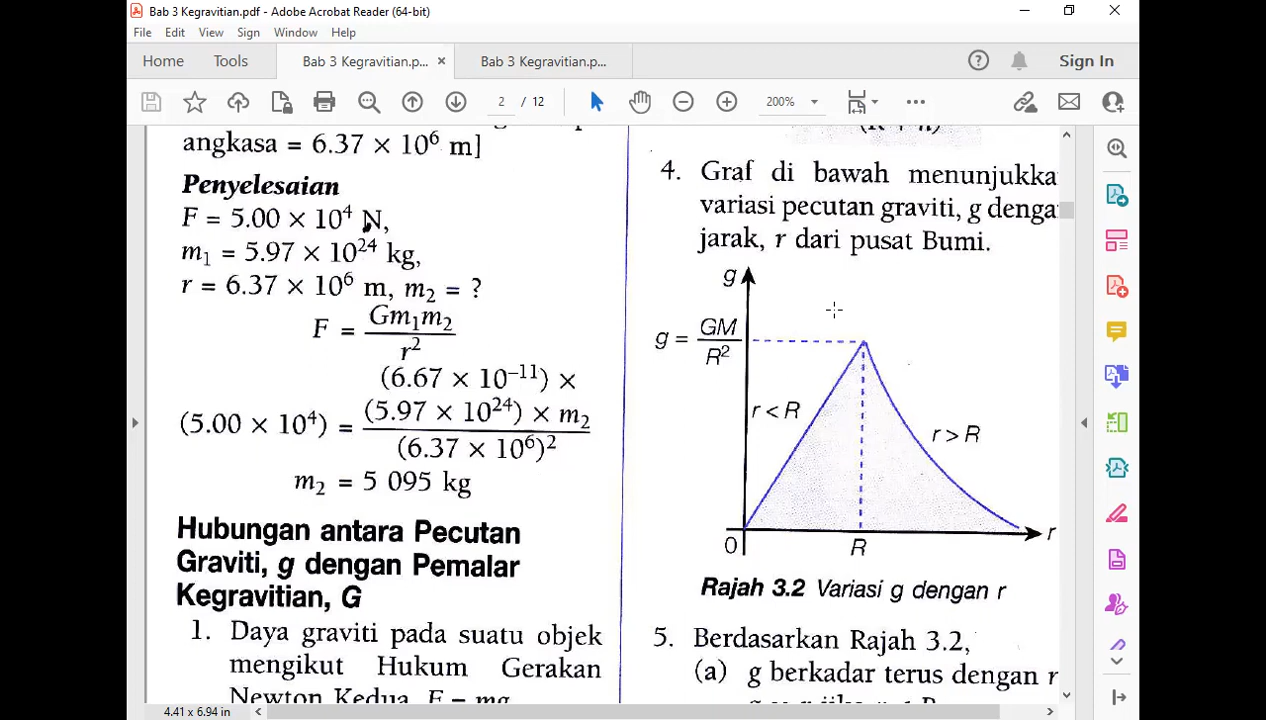 Bab 3 Kegravitian.pdf - Adobe Acrobat Reader (64-bit)
File Edit View Sign Window Help
Home Tools Bab 3 Kegravitian.p... × Bab 3 Kegravitian.p... Sign In
2 / 12 200%
angkasa = 6.37 × 10⁶ m]
Penyelesaian
F = 5.00 × 10⁴ N,
m₁ = 5.97 × 10²⁴ kg,
r = 6.37 × 10⁶ m, m₂ = ?
F = Gm₁m₂ / r²
(6.67 × 10⁻¹¹) ×
(5.00 × 10⁴) = (5.97 × 10²⁴) × m₂ / (6.37 × 10⁶)²
m₂ = 5 095 kg
Hubungan antara Pecutan
Graviti, g dengan Pemalar
Kegravitian, G
1. Daya graviti pada suatu objek
mengikut Hukum Gerakan
Newton Kedua, F = mg
4. Graf di bawah menunjukka
variasi pecutan graviti, g denga
jarak, r dari pusat Bumi.
g
g = GM / R²
r < R
r > R
0 R r
Rajah 3.2 Variasi g dengan r
5. Berdasarkan Rajah 3.2,
(a) g berkadar terus dengan r
4.41 x 6.94 in